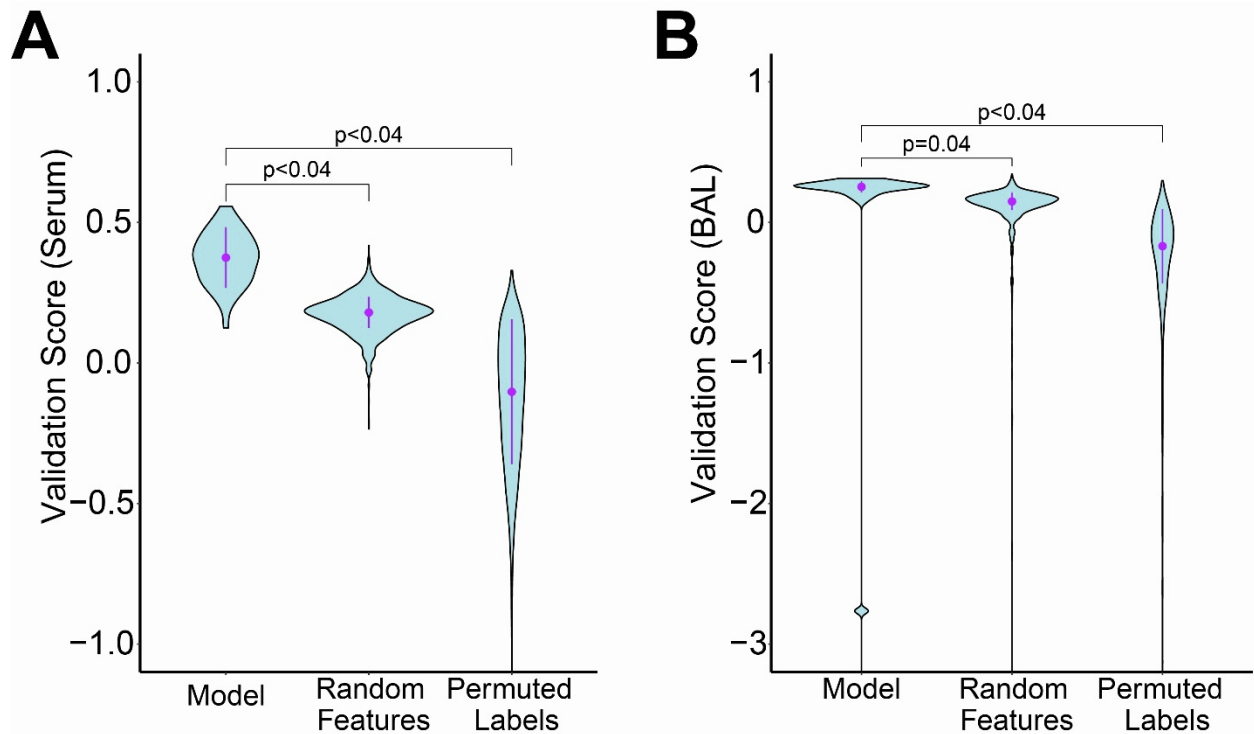 A
Validation Score (Serum)
1.0
0.5
0.0
−0.5
−1.0
p<0.04
p<0.04
Model
Random
Features
Permuted
Labels
B
Validation Score (BAL)
1
0
−1
−2
−3
p<0.04
p=0.04
Model
Random
Features
Permuted
Labels